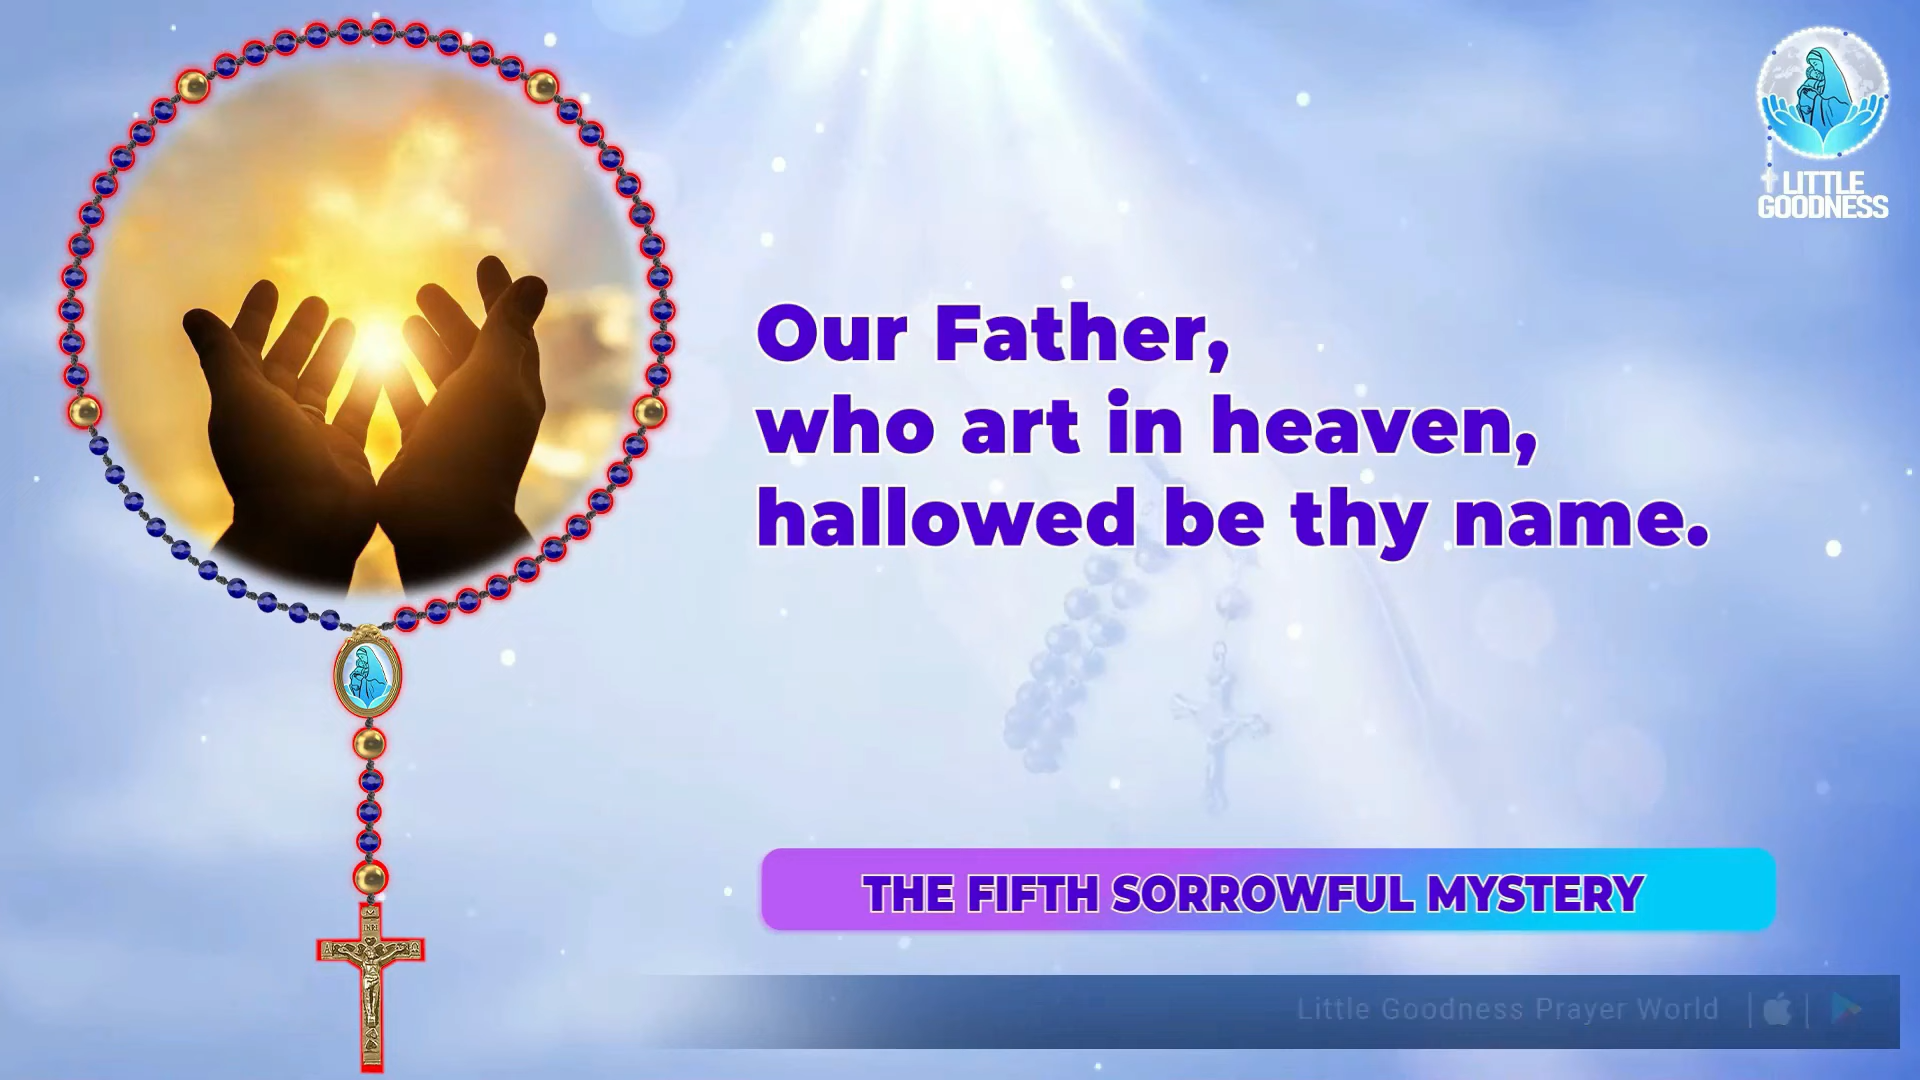 LITTLE
GOODNESS
Our Father,
who art in heaven,
hallowed be thy name.
INRI
THE FIFTH SORROWFUL MYSTERY
Little Goodness Prayer World